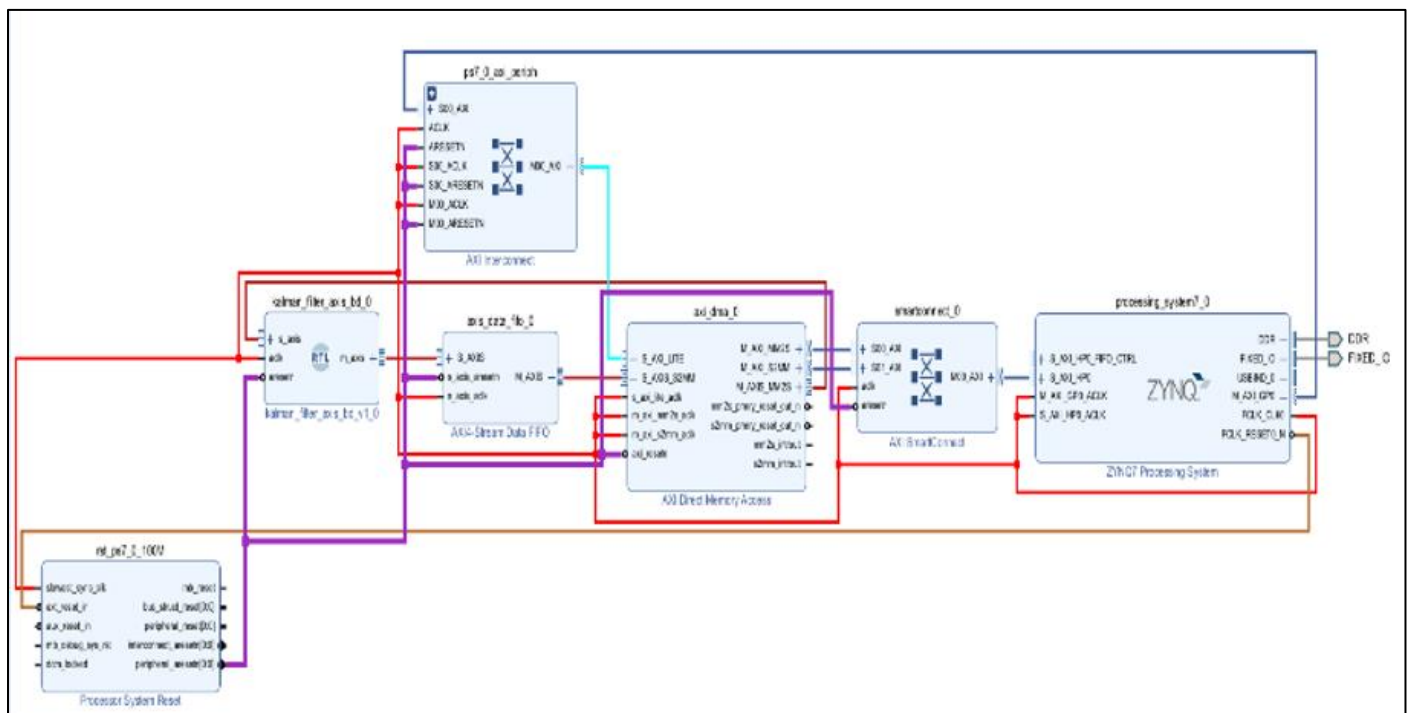 ps7_0_axi_periph
S00_AXI
ACLK
ARESETN
S00_ACLK
S00_ARESETN
M00_ACLK
M00_ARESETN
M00_AXI
AXI Interconnect
kalman_filter_axis_bd_0
s_axis
aclk
aresetn
RTL
m_axis
kalman_filter_axis_bd_v1_0
axis_data_fifo_0
S_AXIS
s_axis_aresetn
s_axis_aclk
M_AXIS
AXI4-Stream Data FIFO
axi_dma_0
S_AXI_LITE
S_AXIS_S2MM
s_axi_lite_aclk
m_axi_mm2s_aclk
m_axi_s2mm_aclk
axi_resetn
M_AXI_MM2S
M_AXI_S2MM
M_AXIS_MM2S
mm2s_prmry_reset_out_n
s2mm_prmry_reset_out_n
mm2s_introut
s2mm_introut
AXI Direct Memory Access
smartconnect_0
S00_AXI
S01_AXI
aclk
aresetn
M00_AXI
AXI SmartConnect
processing_system7_0
S_AXI_HP0_FIFO_CTRL
S_AXI_HP0
M_AXI_GP0_ACLK
S_AXI_HP0_ACLK
ZYNQ
DDR
FIXED_IO
USBIND_0
M_AXI_GP0
FCLK_CLK0
FCLK_RESET0_N
ZYNQ7 Processing System
DDR
FIXED_IO
rst_ps7_0_100M
slowest_sync_clk
ext_reset_in
aux_reset_in
mb_debug_sys_rst
dcm_locked
mb_reset
bus_struct_reset[0:0]
peripheral_reset[0:0]
interconnect_aresetn[0:0]
peripheral_aresetn[0:0]
Processor System Reset